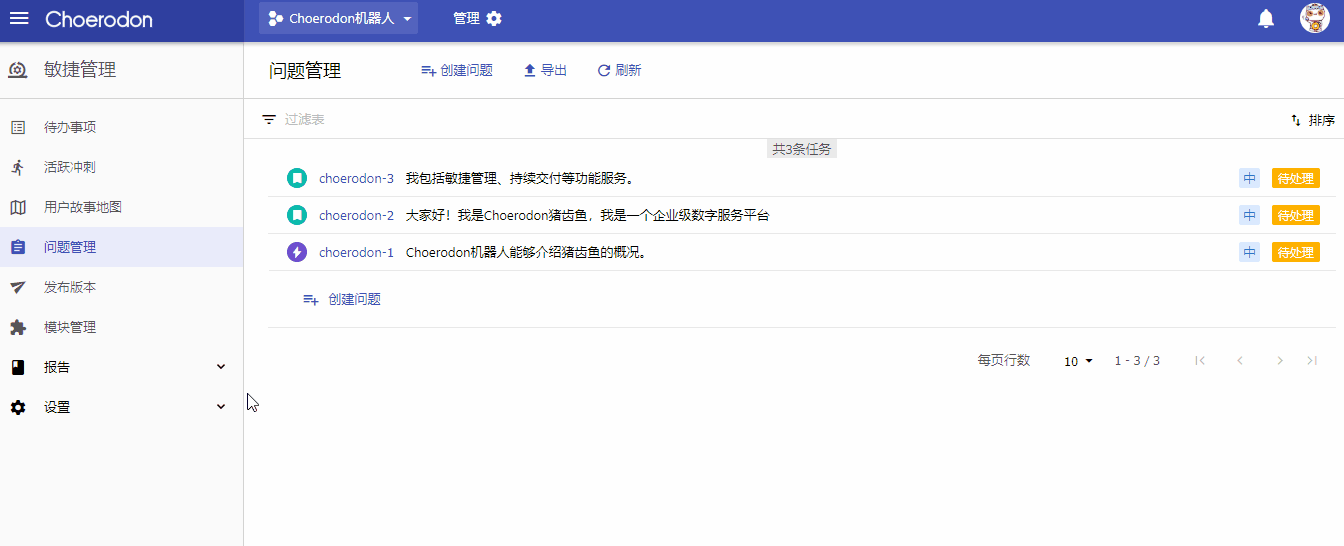 Choerodon
Choerodon机器人
管理
敏捷管理
待办事项
活跃冲刺
用户故事地图
问题管理
发布版本
模块管理
报告
设置
问题管理
创建问题
导出
刷新
过滤表
排序
共3条任务
choerodon-3 我包括敏捷管理、持续交付等功能服务。 中 待处理
choerodon-2 大家好！我是Choerodon猪齿鱼，我是一个企业级数字服务平台 中 待处理
choerodon-1 Choerodon机器人能够介绍猪齿鱼的概况。 中 待处理
创建问题
每页行数 10 1 - 3 / 3